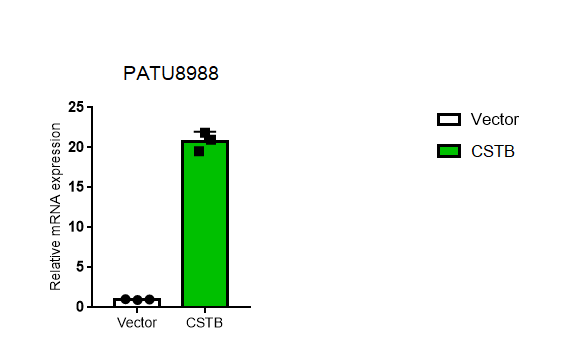 PATU8988
Relative mRNA expression
25
20
15
10
5
0
Vector
CSTB
Vector
CSTB